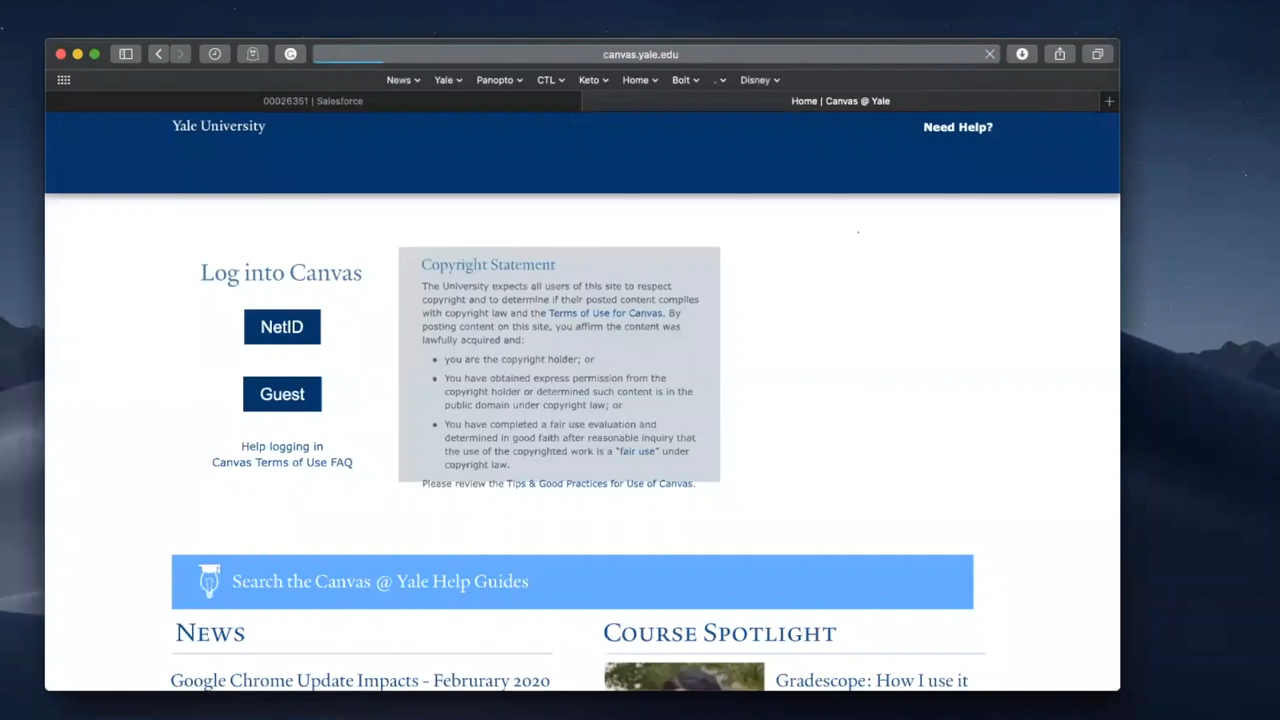 canvas.yale.edu
News Yale Panopto CTL Keto Home Bolt . Disney
00026351 | Salesforce
Home | Canvas @ Yale
Yale University
Need Help?
Log into Canvas
NetID
Guest
Help logging in
Canvas Terms of Use FAQ
Copyright Statement
The University expects all users of this site to respect
copyright and to determine if their posted content complies
with copyright law and the Terms of Use for Canvas. By
posting content on this site, you affirm the content was
lawfully acquired and:
• you are the copyright holder; or
• You have obtained express permission from the
copyright holder or determined such content is in the
public domain under copyright law; or
• You have completed a fair use evaluation and
determined in good faith after reasonable inquiry that
the use of the copyrighted work is a "fair use" under
copyright law.
Please review the Tips & Good Practices for Use of Canvas.
Search the Canvas @ Yale Help Guides
News
Google Chrome Update Impacts - Februrary 2020
Course Spotlight
Gradescope: How I use it